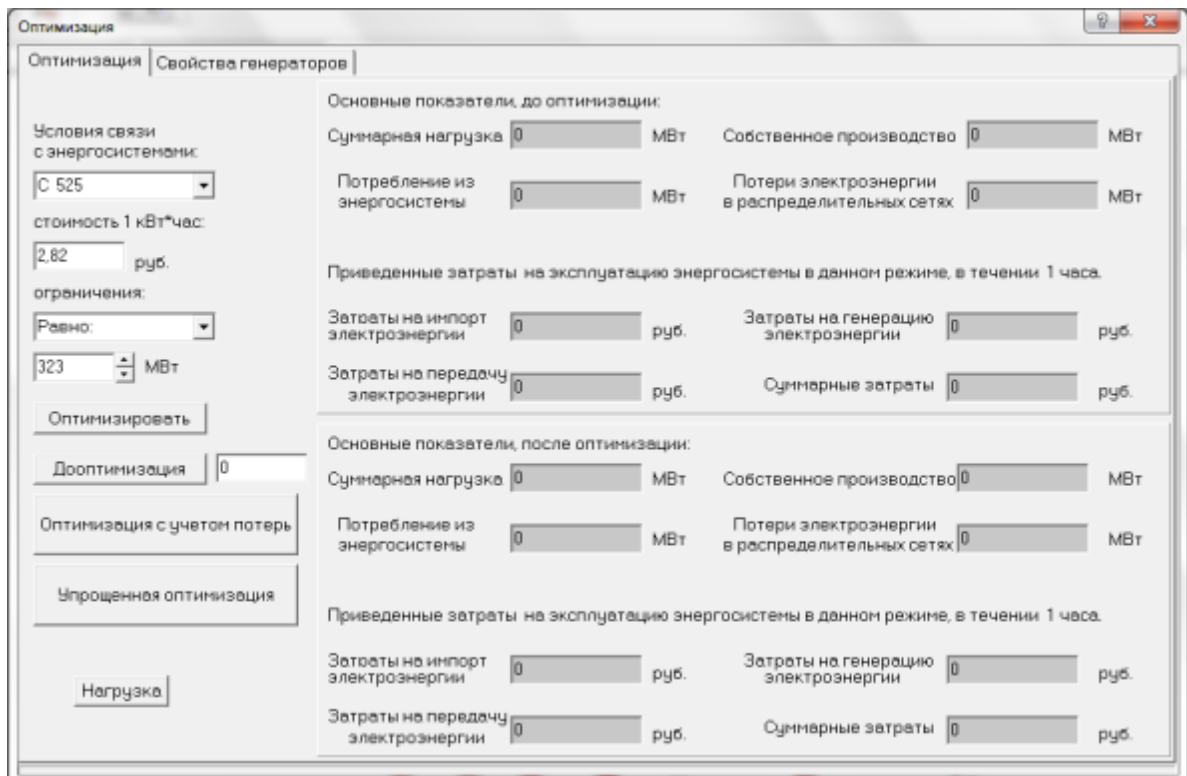 Оптимизация
Оптимизация Свойства генераторов
Условия связи
с энергосистемами:
С 525
стоимость 1 кВт*час:
2,82 руб.
ограничения:
Равно:
323 МВт
Оптимизировать
Дооптимизация 0
Оптимизация с учетом потерь
Упрощенная оптимизация
Нагрузка
Основные показатели, до оптимизации:
Суммарная нагрузка 0 МВт Собственное производство 0 МВт
Потребление из
энергосистемы 0 МВт
Потери электроэнергии
в распределительных сетях 0 МВт
Приведенные затраты на эксплуатацию энергосистемы в данном режиме, в течении 1 часа.
Затраты на импорт
электроэнергии 0 руб.
Затраты на генерацию
электроэнергии 0 руб.
Затраты на передачу
электроэнергии 0 руб.
Суммарные затраты 0 руб.
Основные показатели, после оптимизации:
Суммарная нагрузка 0 МВт Собственное производство 0 МВт
Потребление из
энергосистемы 0 МВт
Потери электроэнергии
в распределительных сетях 0 МВт
Приведенные затраты на эксплуатацию энергосистемы в данном режиме, в течении 1 часа.
Затраты на импорт
электроэнергии 0 руб.
Затраты на генерацию
электроэнергии 0 руб.
Затраты на передачу
электроэнергии 0 руб.
Суммарные затраты 0 руб.